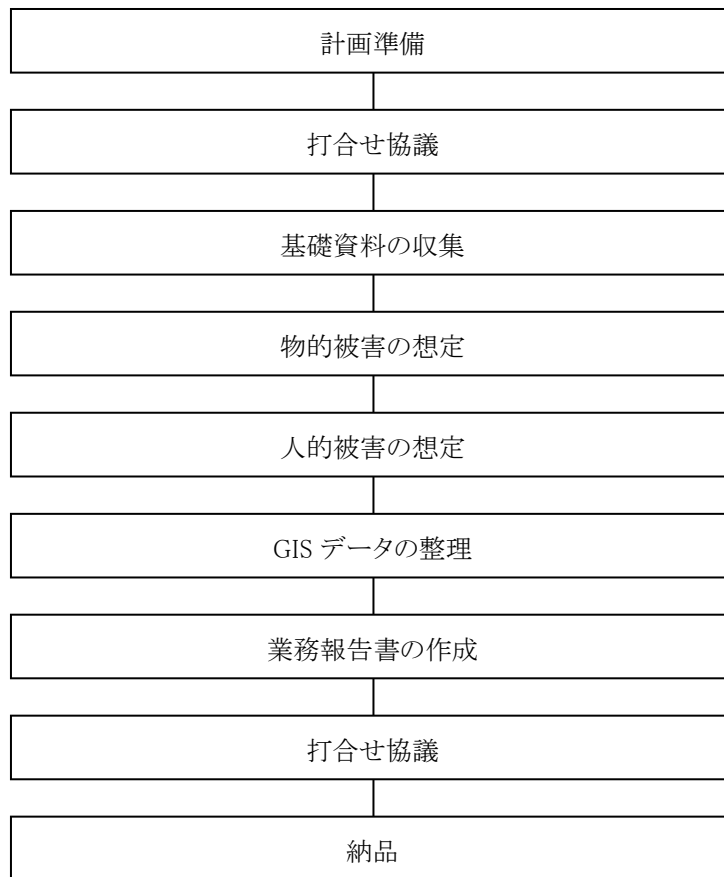 計画準備
打合せ協議
基礎資料の収集
物的被害の想定
人的被害の想定
GIS データの整理
業務報告書の作成
打合せ協議
納品